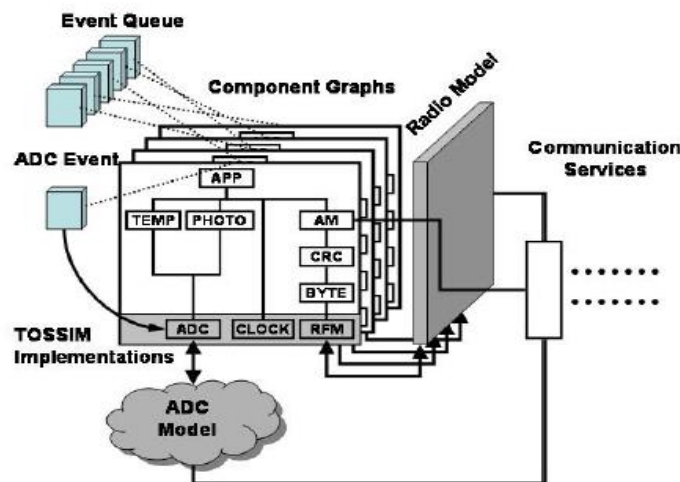 Event Queue
Component Graphs
Radio Model
ADC Event
Communication
Services
APP
TEMP
PHOTO
AM
CRC
BYTE
TOSSIM
Implementations
ADC
CLOCK
RFM
ADC
Model